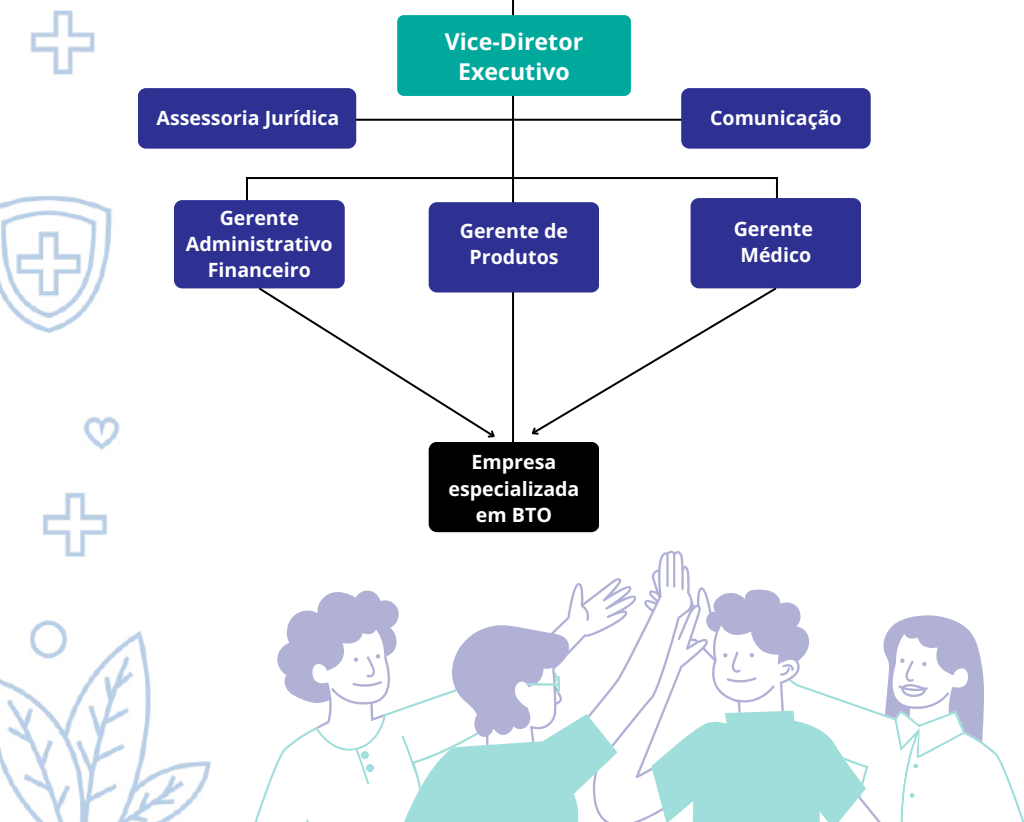 Vice-Diretor
Executivo
Assessoria Jurídica
Comunicação
Gerente
Administrativo
Financeiro
Gerente de
Produtos
Gerente
Médico
Empresa
especializada
em BTO